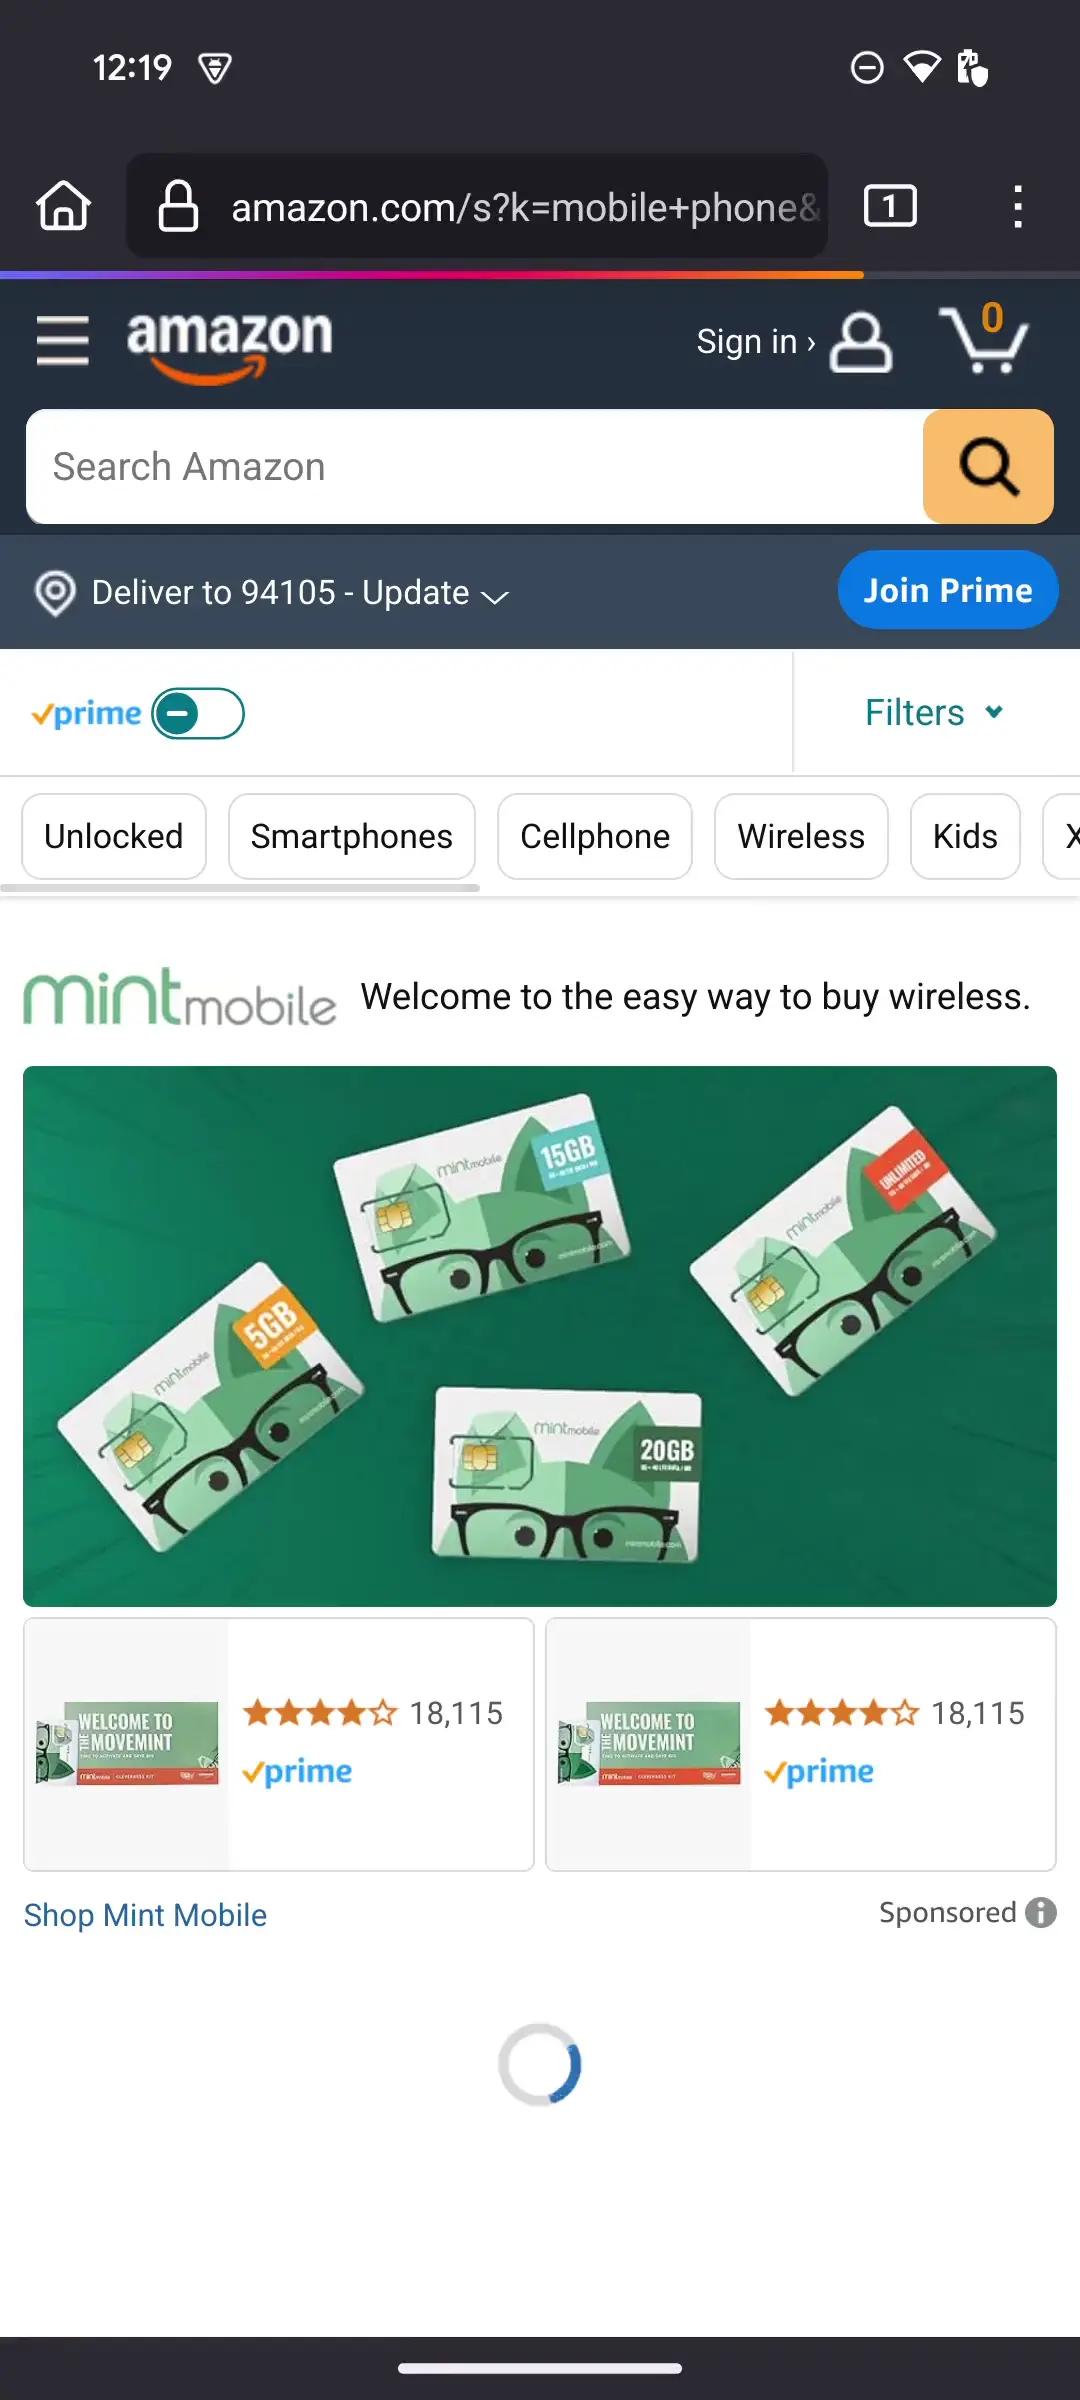 12:19
amazon.com/s?k=mobile+phone&
1
amazon
Sign in ›
0
Search Amazon
Deliver to 94105 - Update
Join Prime
prime
Filters
Unlocked
Smartphones
Cellphone
Wireless
Kids
X
mintmobile
Welcome to the easy way to buy wireless.
mintmobile
15GB
mintmobile
UNLIMITED
mintmobile
5GB
mintmobile
20GB
WELCOME TO
THE MOVEMINT
18,115
prime
WELCOME TO
THE MOVEMINT
18,115
prime
Shop Mint Mobile
Sponsored